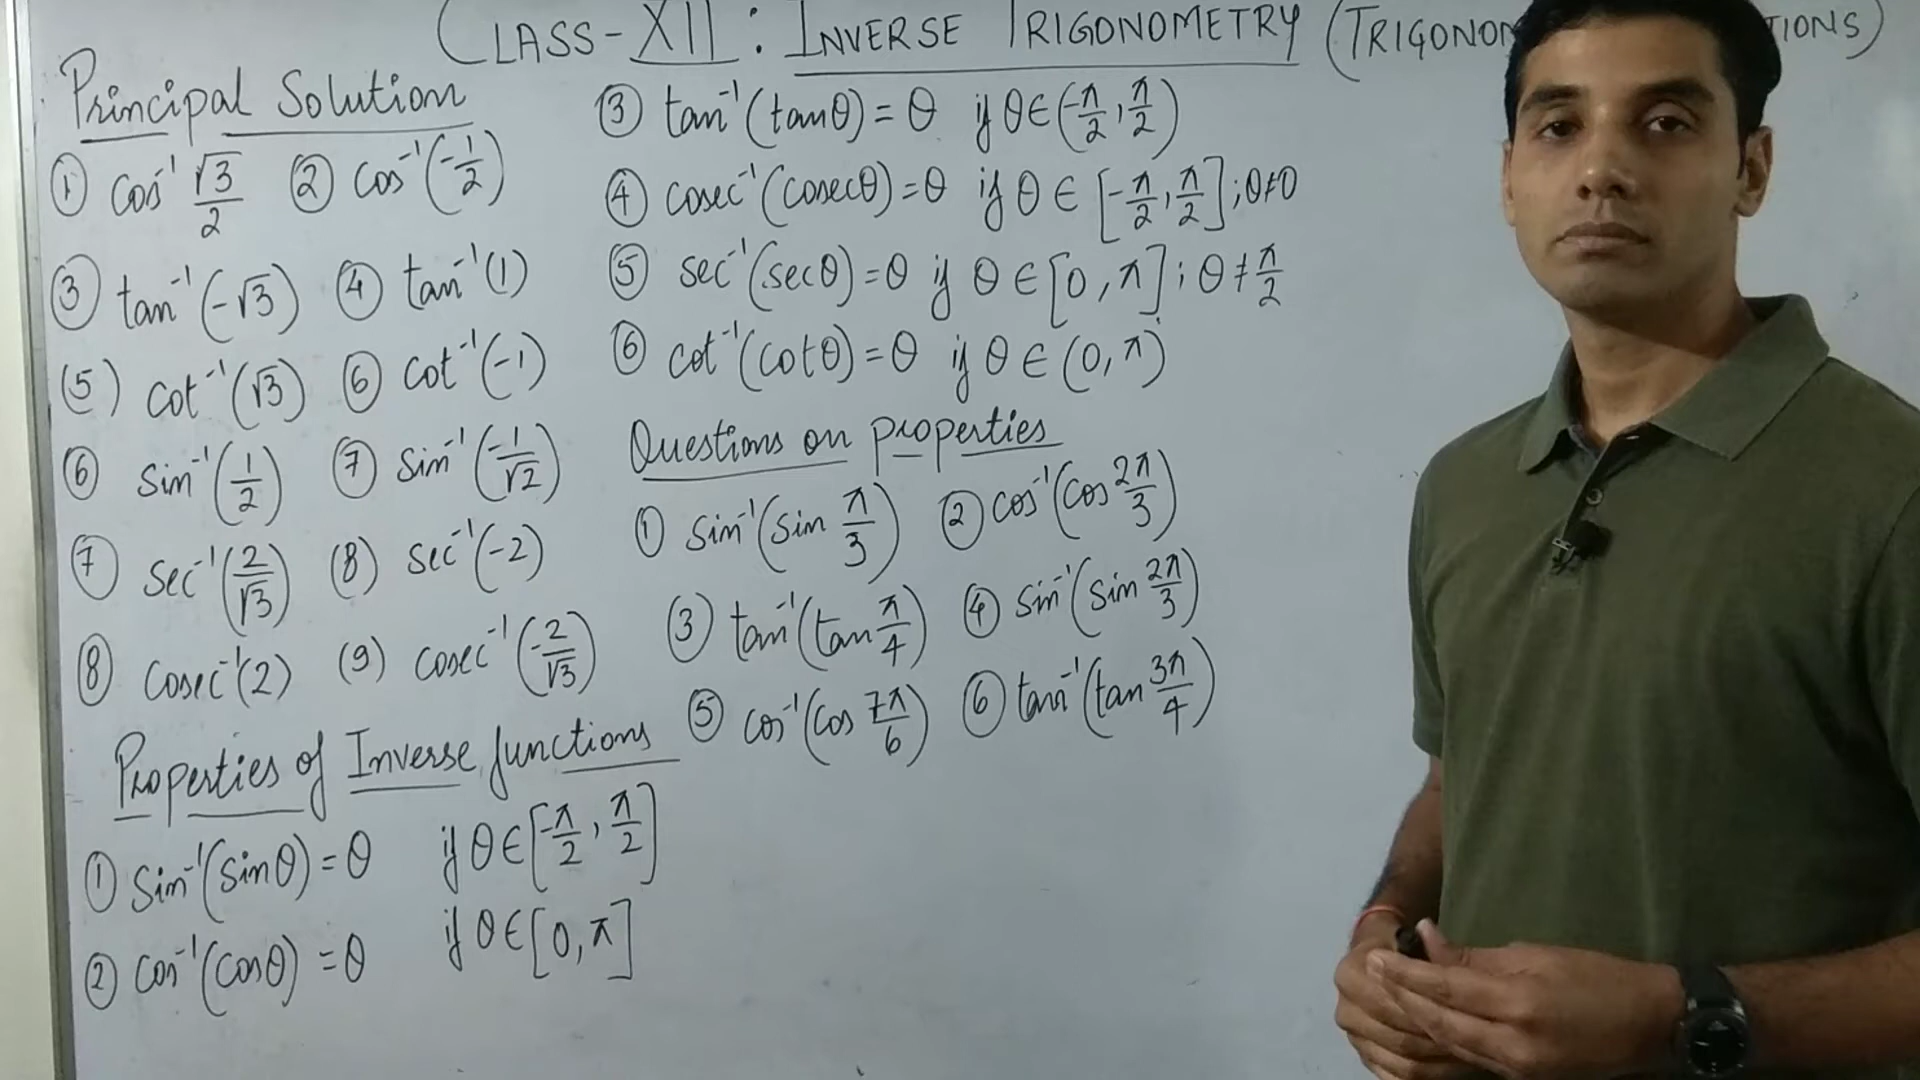 CLASS-XII : INVERSE TRIGONOMETRY (TRIGONOM TIONS)
Principal Solution
① cos⁻¹ √3/2 ② cos⁻¹(-1/2)
③ tan⁻¹(-√3) ④ tan⁻¹(1)
(5) cot⁻¹(√3) ⑥ cot⁻¹(-1)
⑥ sin⁻¹(1/2) ⑦ sin⁻¹(-1/√2)
⑦ sec⁻¹(2/√3) (8) sec⁻¹(-2)
⑧ cosec⁻¹(2) (9) cosec⁻¹(-2/√3)
Properties of Inverse functions
① sin⁻¹(sinθ) = θ if θ ∈ [-π/2, π/2]
② cos⁻¹(cosθ) = θ if θ ∈ [0, π]
③ tan⁻¹(tanθ) = θ if θ ∈ (-π/2, π/2)
④ cosec⁻¹(cosecθ) = θ if θ ∈ [-π/2, π/2] ; θ ≠ 0
⑤ sec⁻¹(secθ) = θ if θ ∈ [0, π] ; θ ≠ π/2
⑥ cot⁻¹(cotθ) = θ if θ ∈ (0, π)
Questions on properties
① sin⁻¹(sin π/3) ② cos⁻¹(cos 2π/3)
③ tan⁻¹(tan π/4) ④ sin⁻¹(sin 2π/3)
⑤ cos⁻¹(cos 7π/6) ⑥ tan⁻¹(tan 3π/4)